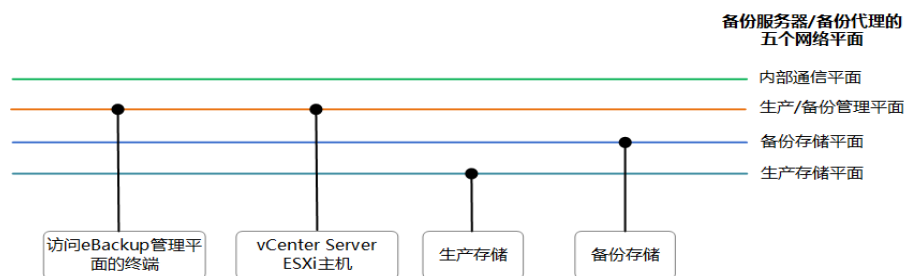 备份服务器/备份代理的
五个网络平面
内部通信平面
生产/备份管理平面
备份存储平面
生产存储平面
访问eBackup管理平
面的终端
vCenter Server
ESXi主机
生产存储
备份存储